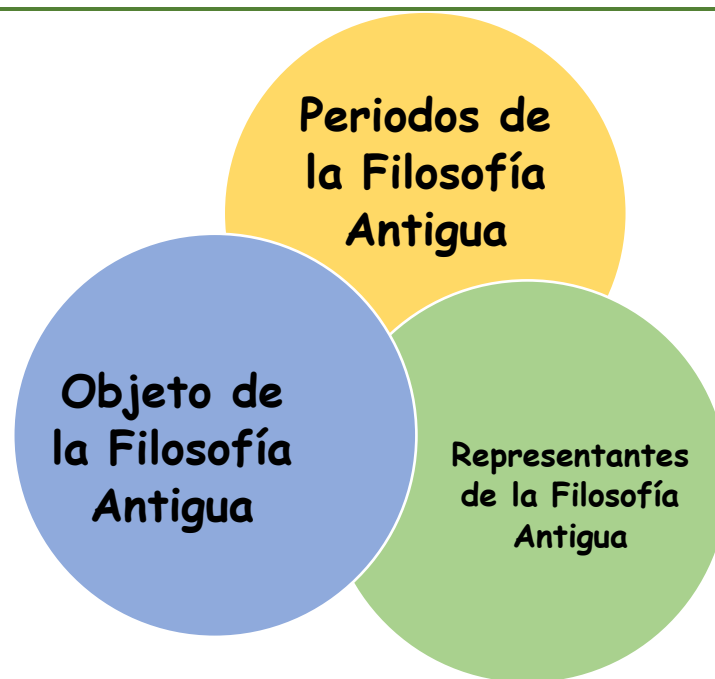 Periodos de
la Filosofía
Antigua
Objeto de
la Filosofía
Antigua
Representantes
de la Filosofía
Antigua